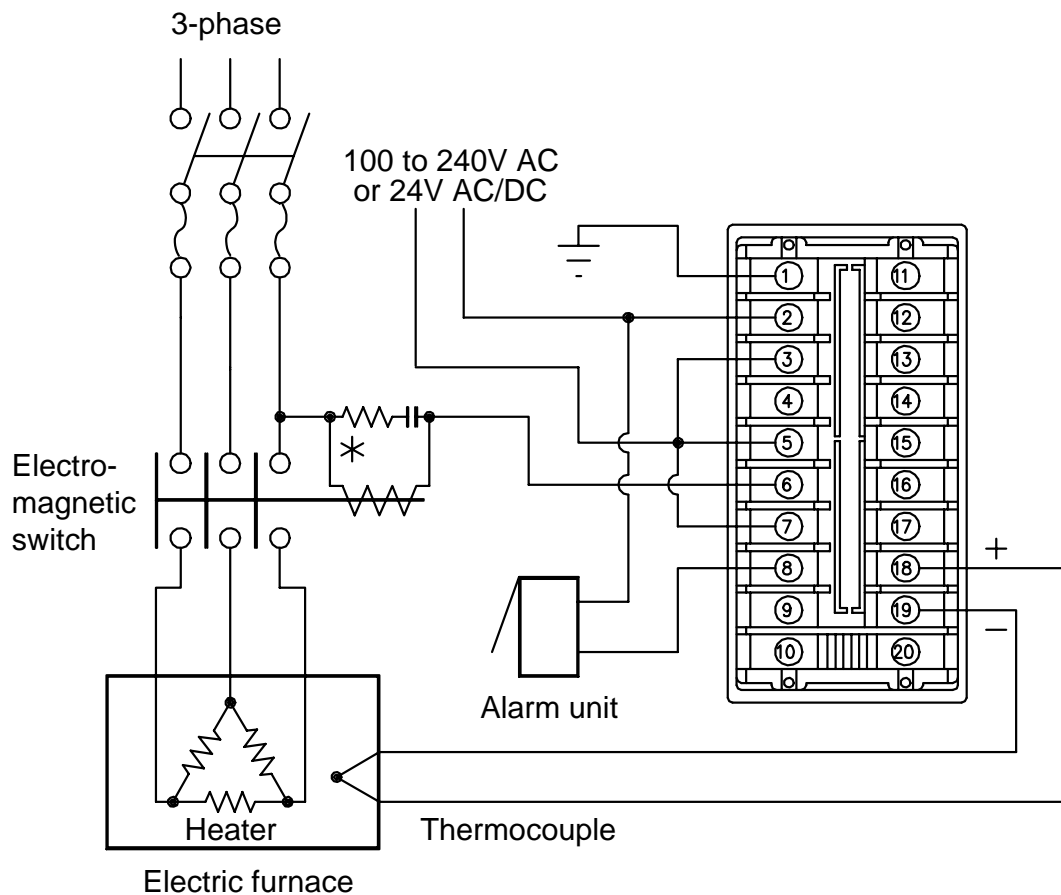 3-phase
100 to 240V AC
or 24V AC/DC
1 11
2 12
3 13
4 14
5 15
6 16
7 17
8 18 +
9 19 −
10 20
Electro-
magnetic
switch
Alarm unit
Heater
Thermocouple
Electric furnace